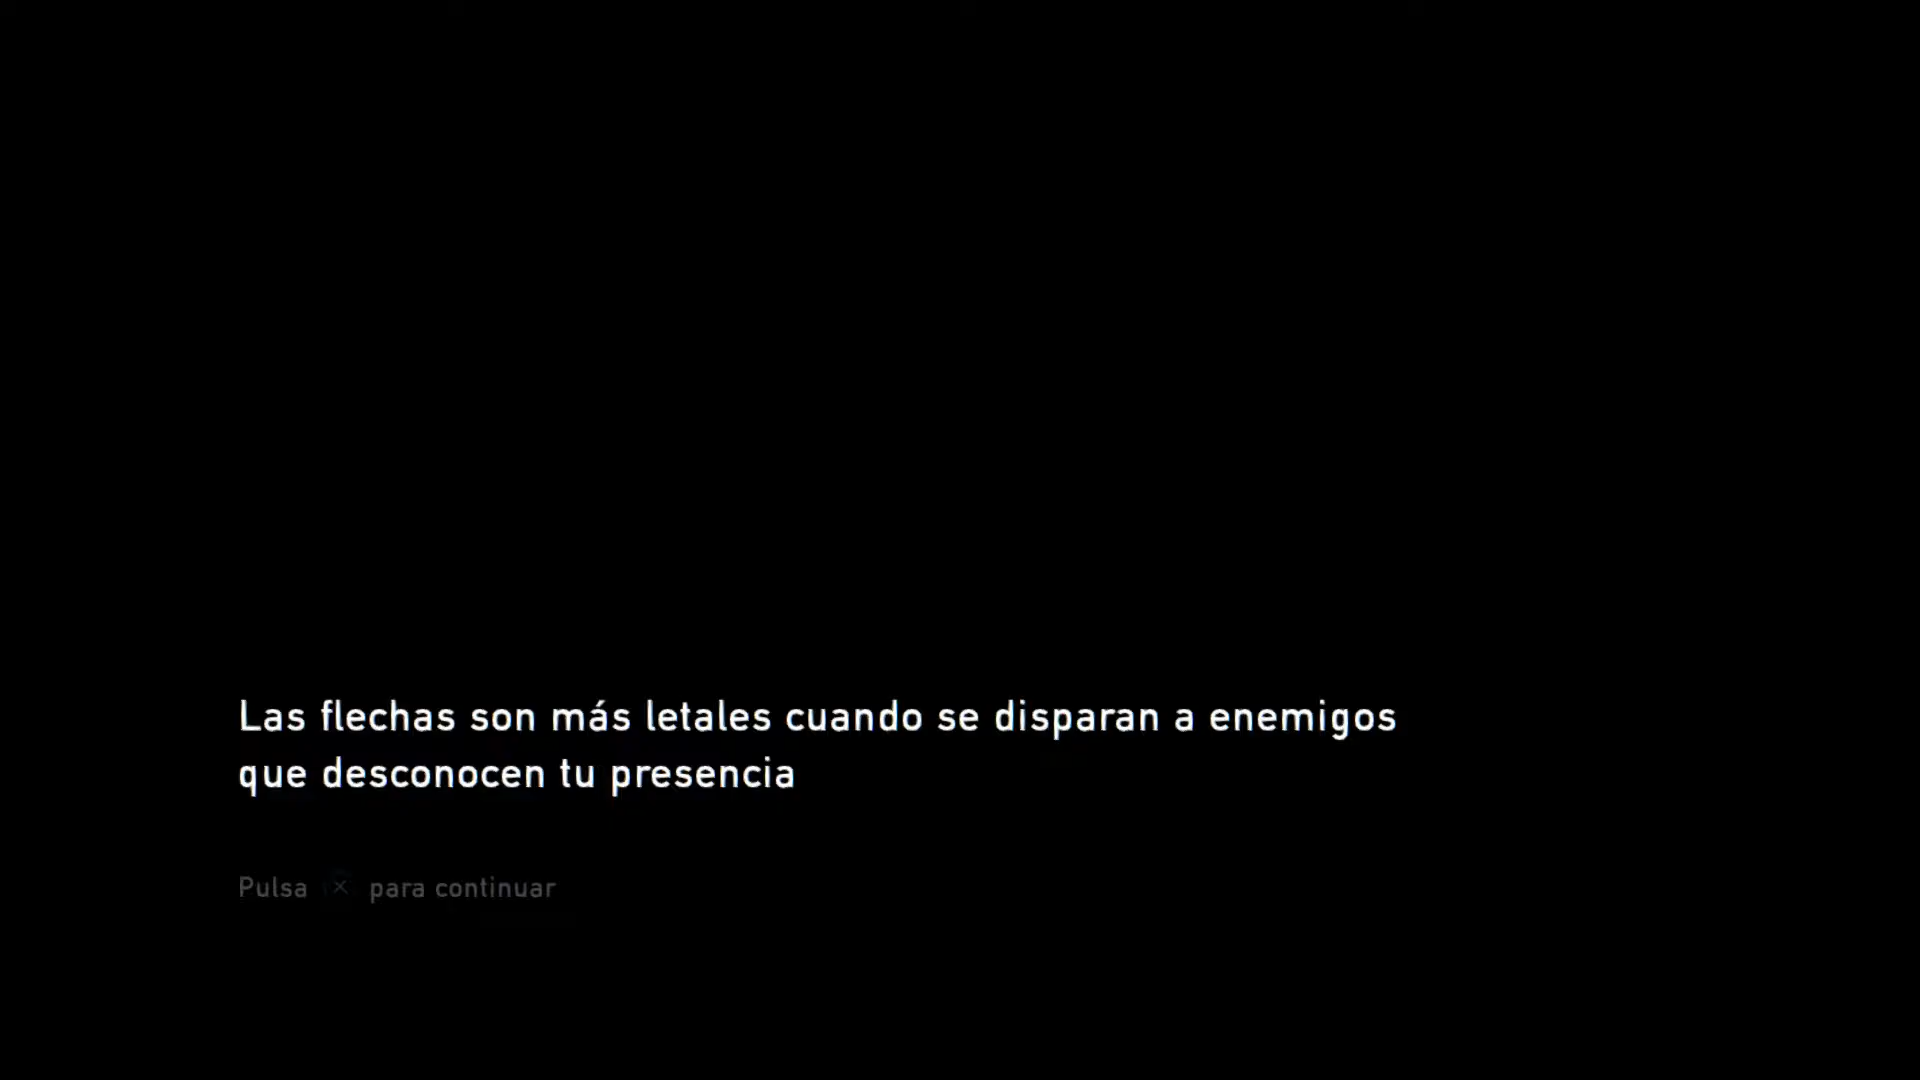 Las flechas son más letales cuando se disparan a enemigos
que desconocen tu presencia
Pulsa ✕ para continuar